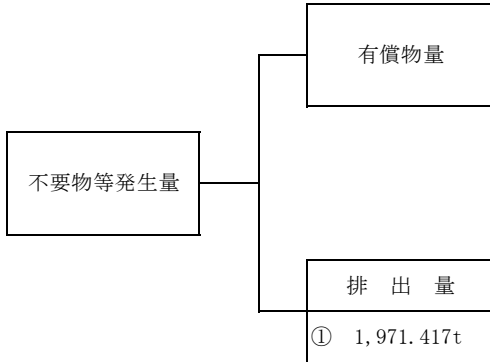 有償物量
不要物等発生量
排 出 量
① 1,971.417t